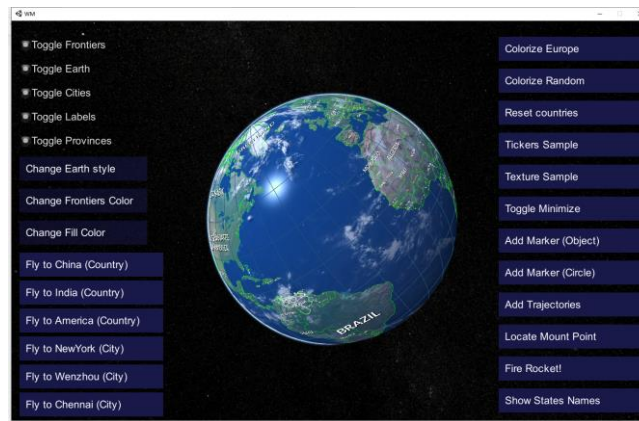 WM
Toggle Frontiers
Toggle Earth
Toggle Cities
Toggle Labels
Toggle Provinces
Change Earth style
Change Frontiers Color
Change Fill Color
Fly to China (Country)
Fly to India (Country)
Fly to America (Country)
Fly to NewYork (City)
Fly to Wenzhou (City)
Fly to Chennai (City)
BRAZIL
Colorize Europe
Colorize Random
Reset countries
Tickers Sample
Texture Sample
Toggle Minimize
Add Marker (Object)
Add Marker (Circle)
Add Trajectories
Locate Mount Point
Fire Rocket!
Show States Names